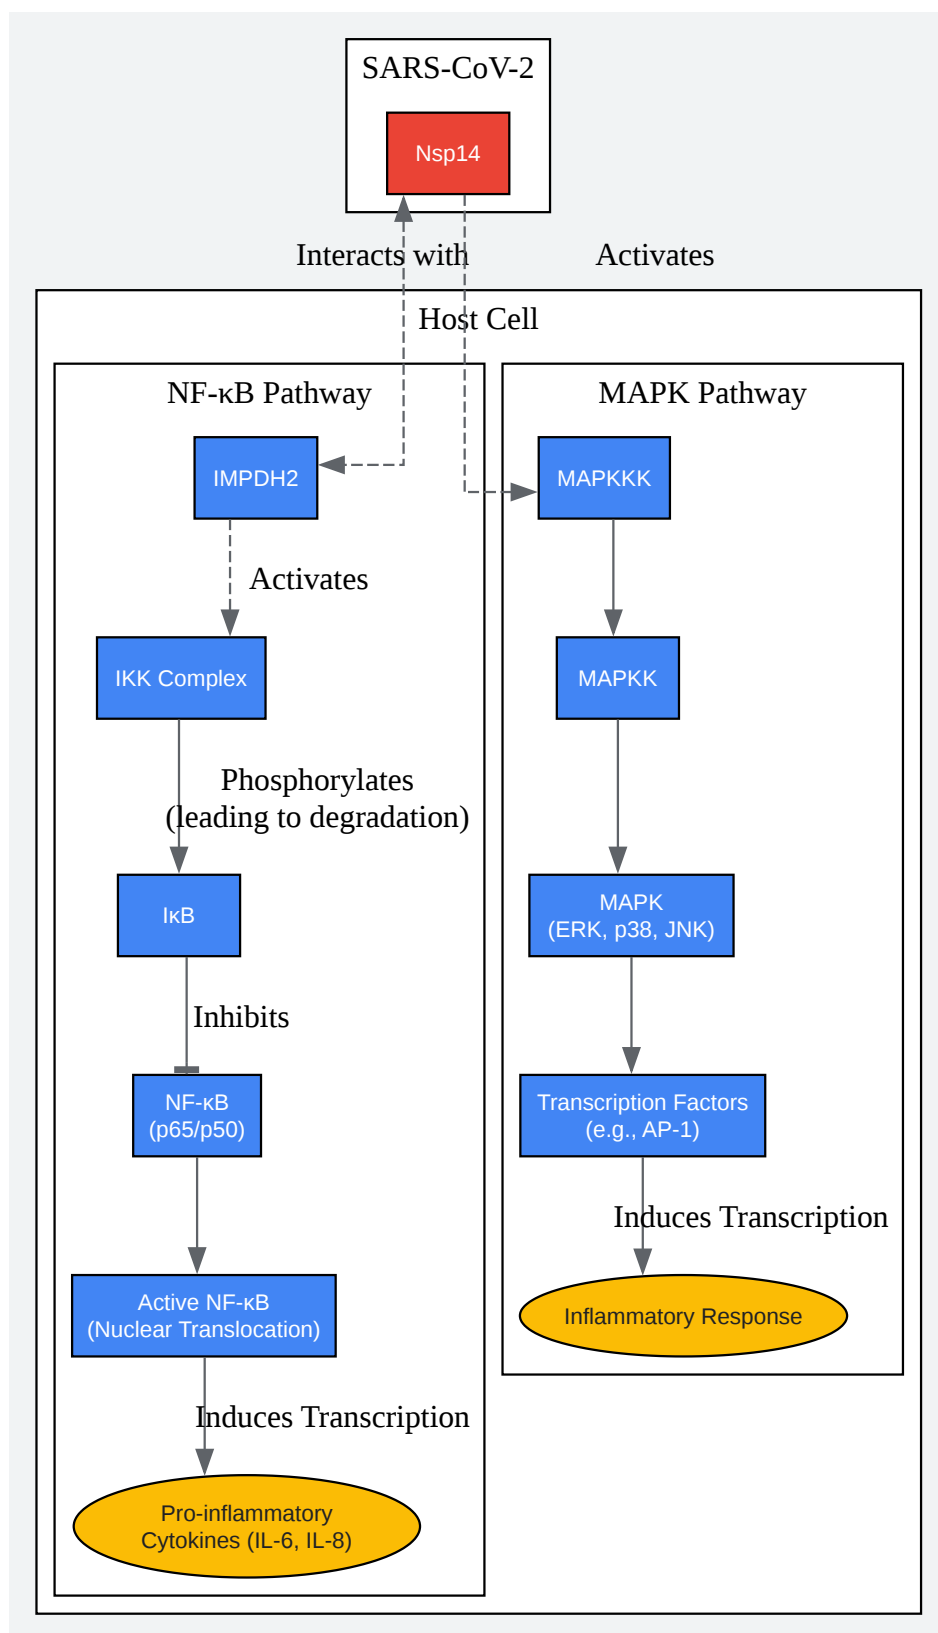 SARS-CoV-2
Nsp14
Interacts with
Activates
Host Cell
NF-κB Pathway
IMPDH2
Activates
IKK Complex
Phosphorylates
(leading to degradation)
IκB
Inhibits
NF-κB
(p65/p50)
Active NF-κB
(Nuclear Translocation)
Induces Transcription
Pro-inflammatory
Cytokines (IL-6, IL-8)
MAPK Pathway
MAPKKK
MAPKK
MAPK
(ERK, p38, JNK)
Transcription Factors
(e.g., AP-1)
Induces Transcription
Inflammatory Response